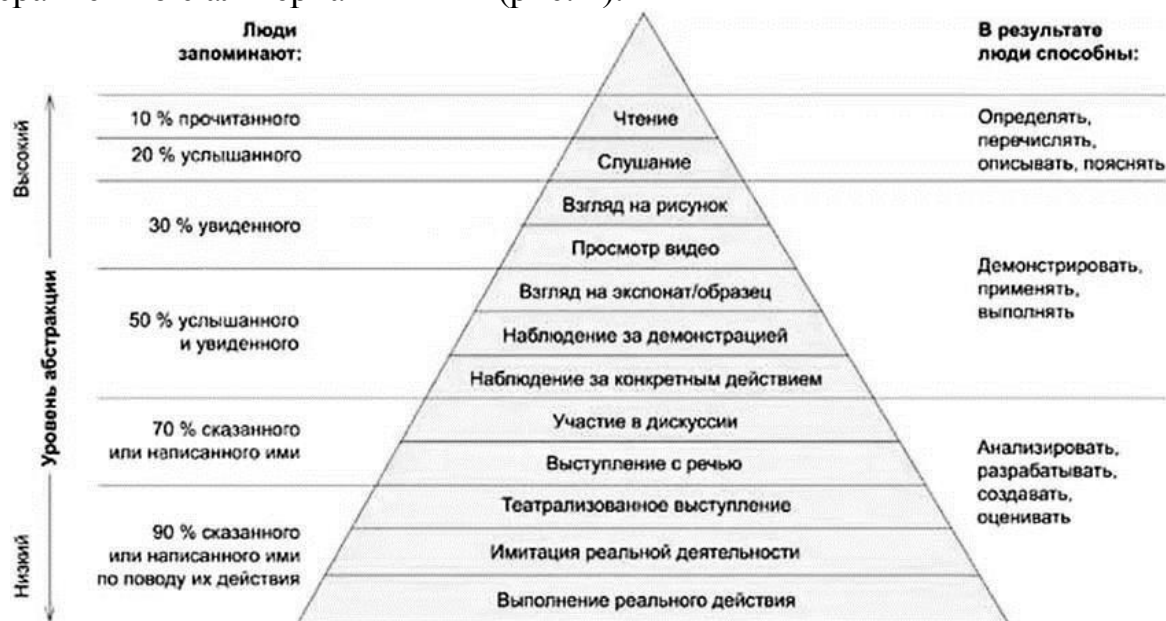 Люди
запоминают:
В результате
люди способны:
Уровень абстракции
Высокий
Низкий
10 % прочитанного
20 % услышанного
30 % увиденного
50 % услышанного
и увиденного
70 % сказанного
или написанного ими
90 % сказанного
или написанного ими
по поводу их действия
Чтение
Слушание
Взгляд на рисунок
Просмотр видео
Взгляд на экспонат/образец
Наблюдение за демонстрацией
Наблюдение за конкретным действием
Участие в дискуссии
Выступление с речью
Театрализованное выступление
Имитация реальной деятельности
Выполнение реального действия
Определять,
перечислять,
описывать, пояснять
Демонстрировать,
применять,
выполнять
Анализировать,
разрабатывать,
создавать,
оценивать